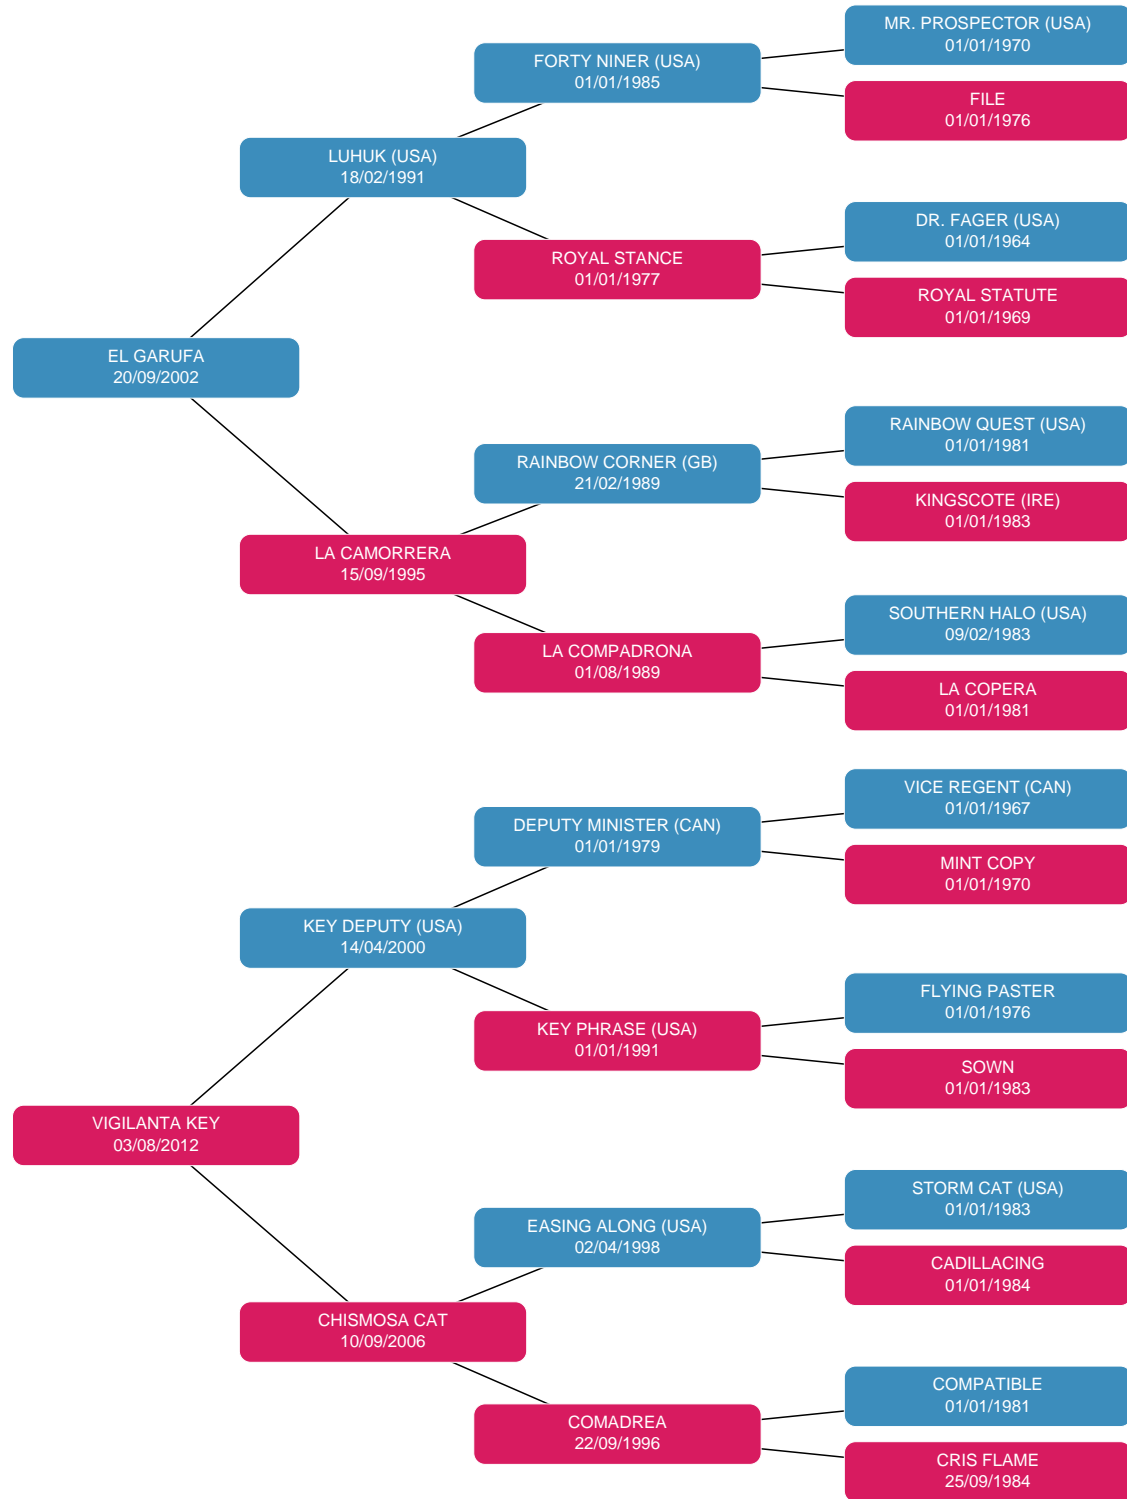 MR. PROSPECTOR (USA)
01/01/1970
FORTY NINER (USA)
01/01/1985
FILE
01/01/1976
LUHUK (USA)
18/02/1991
DR. FAGER (USA)
01/01/1964
ROYAL STANCE
01/01/1977
ROYAL STATUTE
01/01/1969
EL GARUFA
20/09/2002
RAINBOW QUEST (USA)
01/01/1981
RAINBOW CORNER (GB)
21/02/1989
KINGSCOTE (IRE)
01/01/1983
LA CAMORRERA
15/09/1995
SOUTHERN HALO (USA)
09/02/1983
LA COMPADRONA
01/08/1989
LA COPERA
01/01/1981
VICE REGENT (CAN)
01/01/1967
DEPUTY MINISTER (CAN)
01/01/1979
MINT COPY
01/01/1970
KEY DEPUTY (USA)
14/04/2000
FLYING PASTER
01/01/1976
KEY PHRASE (USA)
01/01/1991
SOWN
01/01/1983
VIGILANTA KEY
03/08/2012
STORM CAT (USA)
01/01/1983
EASING ALONG (USA)
02/04/1998
CADILLACING
01/01/1984
CHISMOSA CAT
10/09/2006
COMPATIBLE
01/01/1981
COMADREA
22/09/1996
CRIS FLAME
25/09/1984